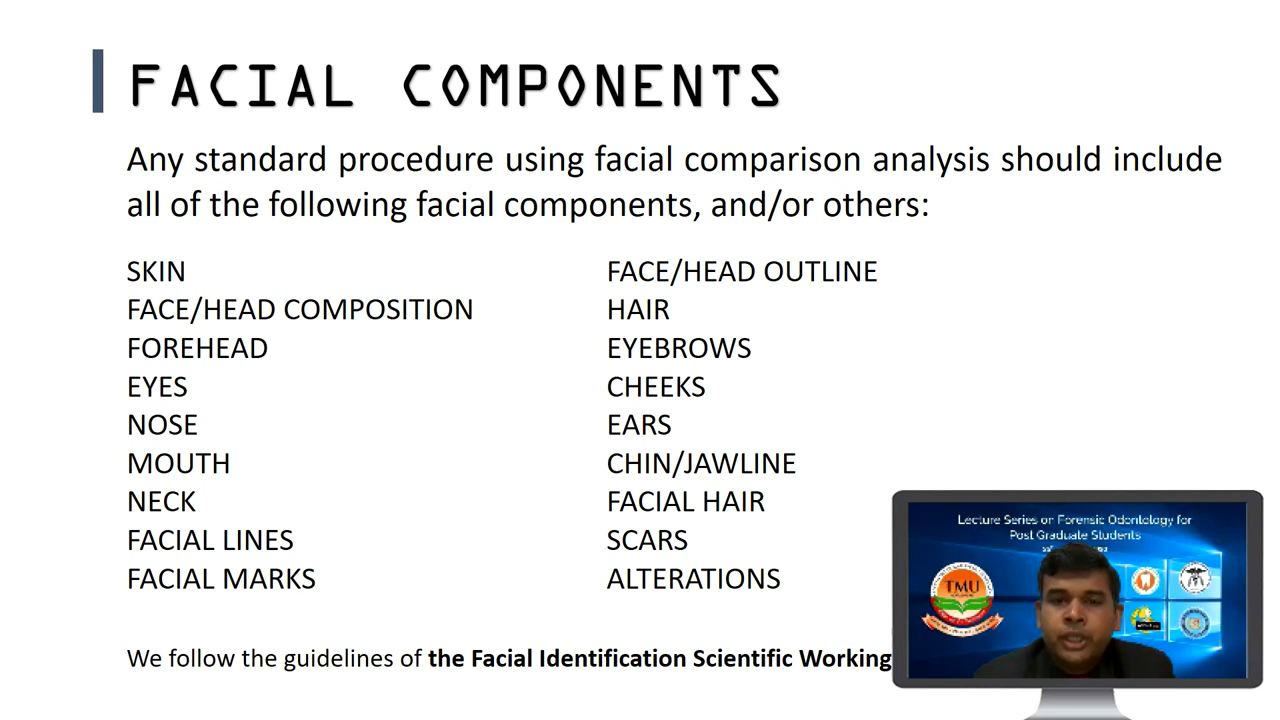 FACIAL COMPONENTS
Any standard procedure using facial comparison analysis should include
all of the following facial components, and/or others:
SKIN
FACE/HEAD COMPOSITION
FOREHEAD
EYES
NOSE
MOUTH
NECK
FACIAL LINES
FACIAL MARKS
FACE/HEAD OUTLINE
HAIR
EYEBROWS
CHEEKS
EARS
CHIN/JAWLINE
FACIAL HAIR
SCARS
ALTERATIONS
We follow the guidelines of the Facial Identification Scientific Working
Lecture Series on Forensic Odontology for
Post Graduate Students
TMU